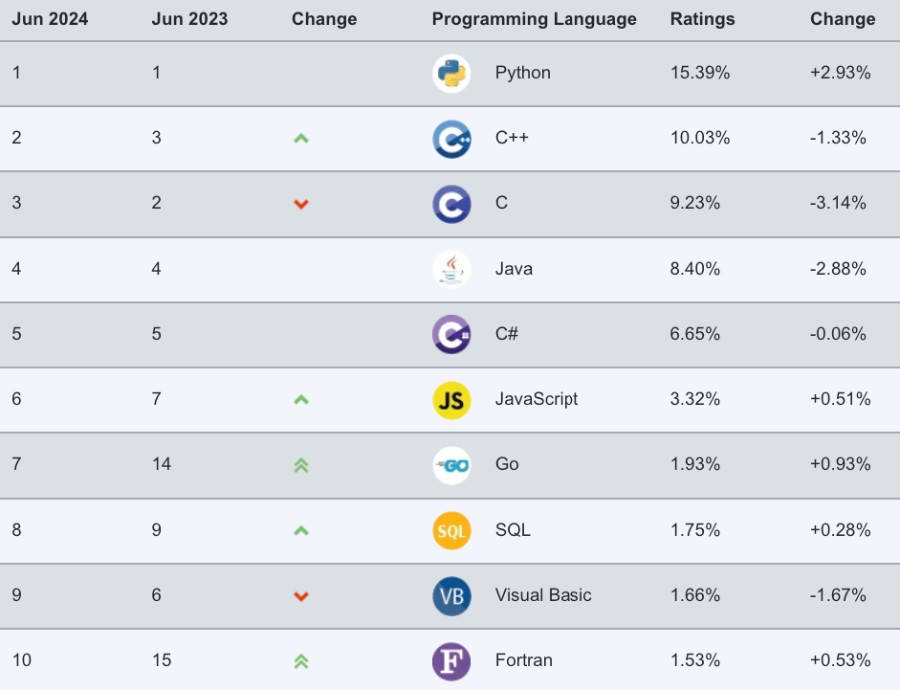 Jun 2024 Jun 2023 Change Programming Language Ratings Change
1 1 Python 15.39% +2.93%
2 3 C++ 10.03% -1.33%
3 2 C 9.23% -3.14%
4 4 Java 8.40% -2.88%
5 5 C# 6.65% -0.06%
6 7 JS JavaScript 3.32% +0.51%
7 14 GO Go 1.93% +0.93%
8 9 SQL SQL 1.75% +0.28%
9 6 VB Visual Basic 1.66% -1.67%
10 15 F Fortran 1.53% +0.53%